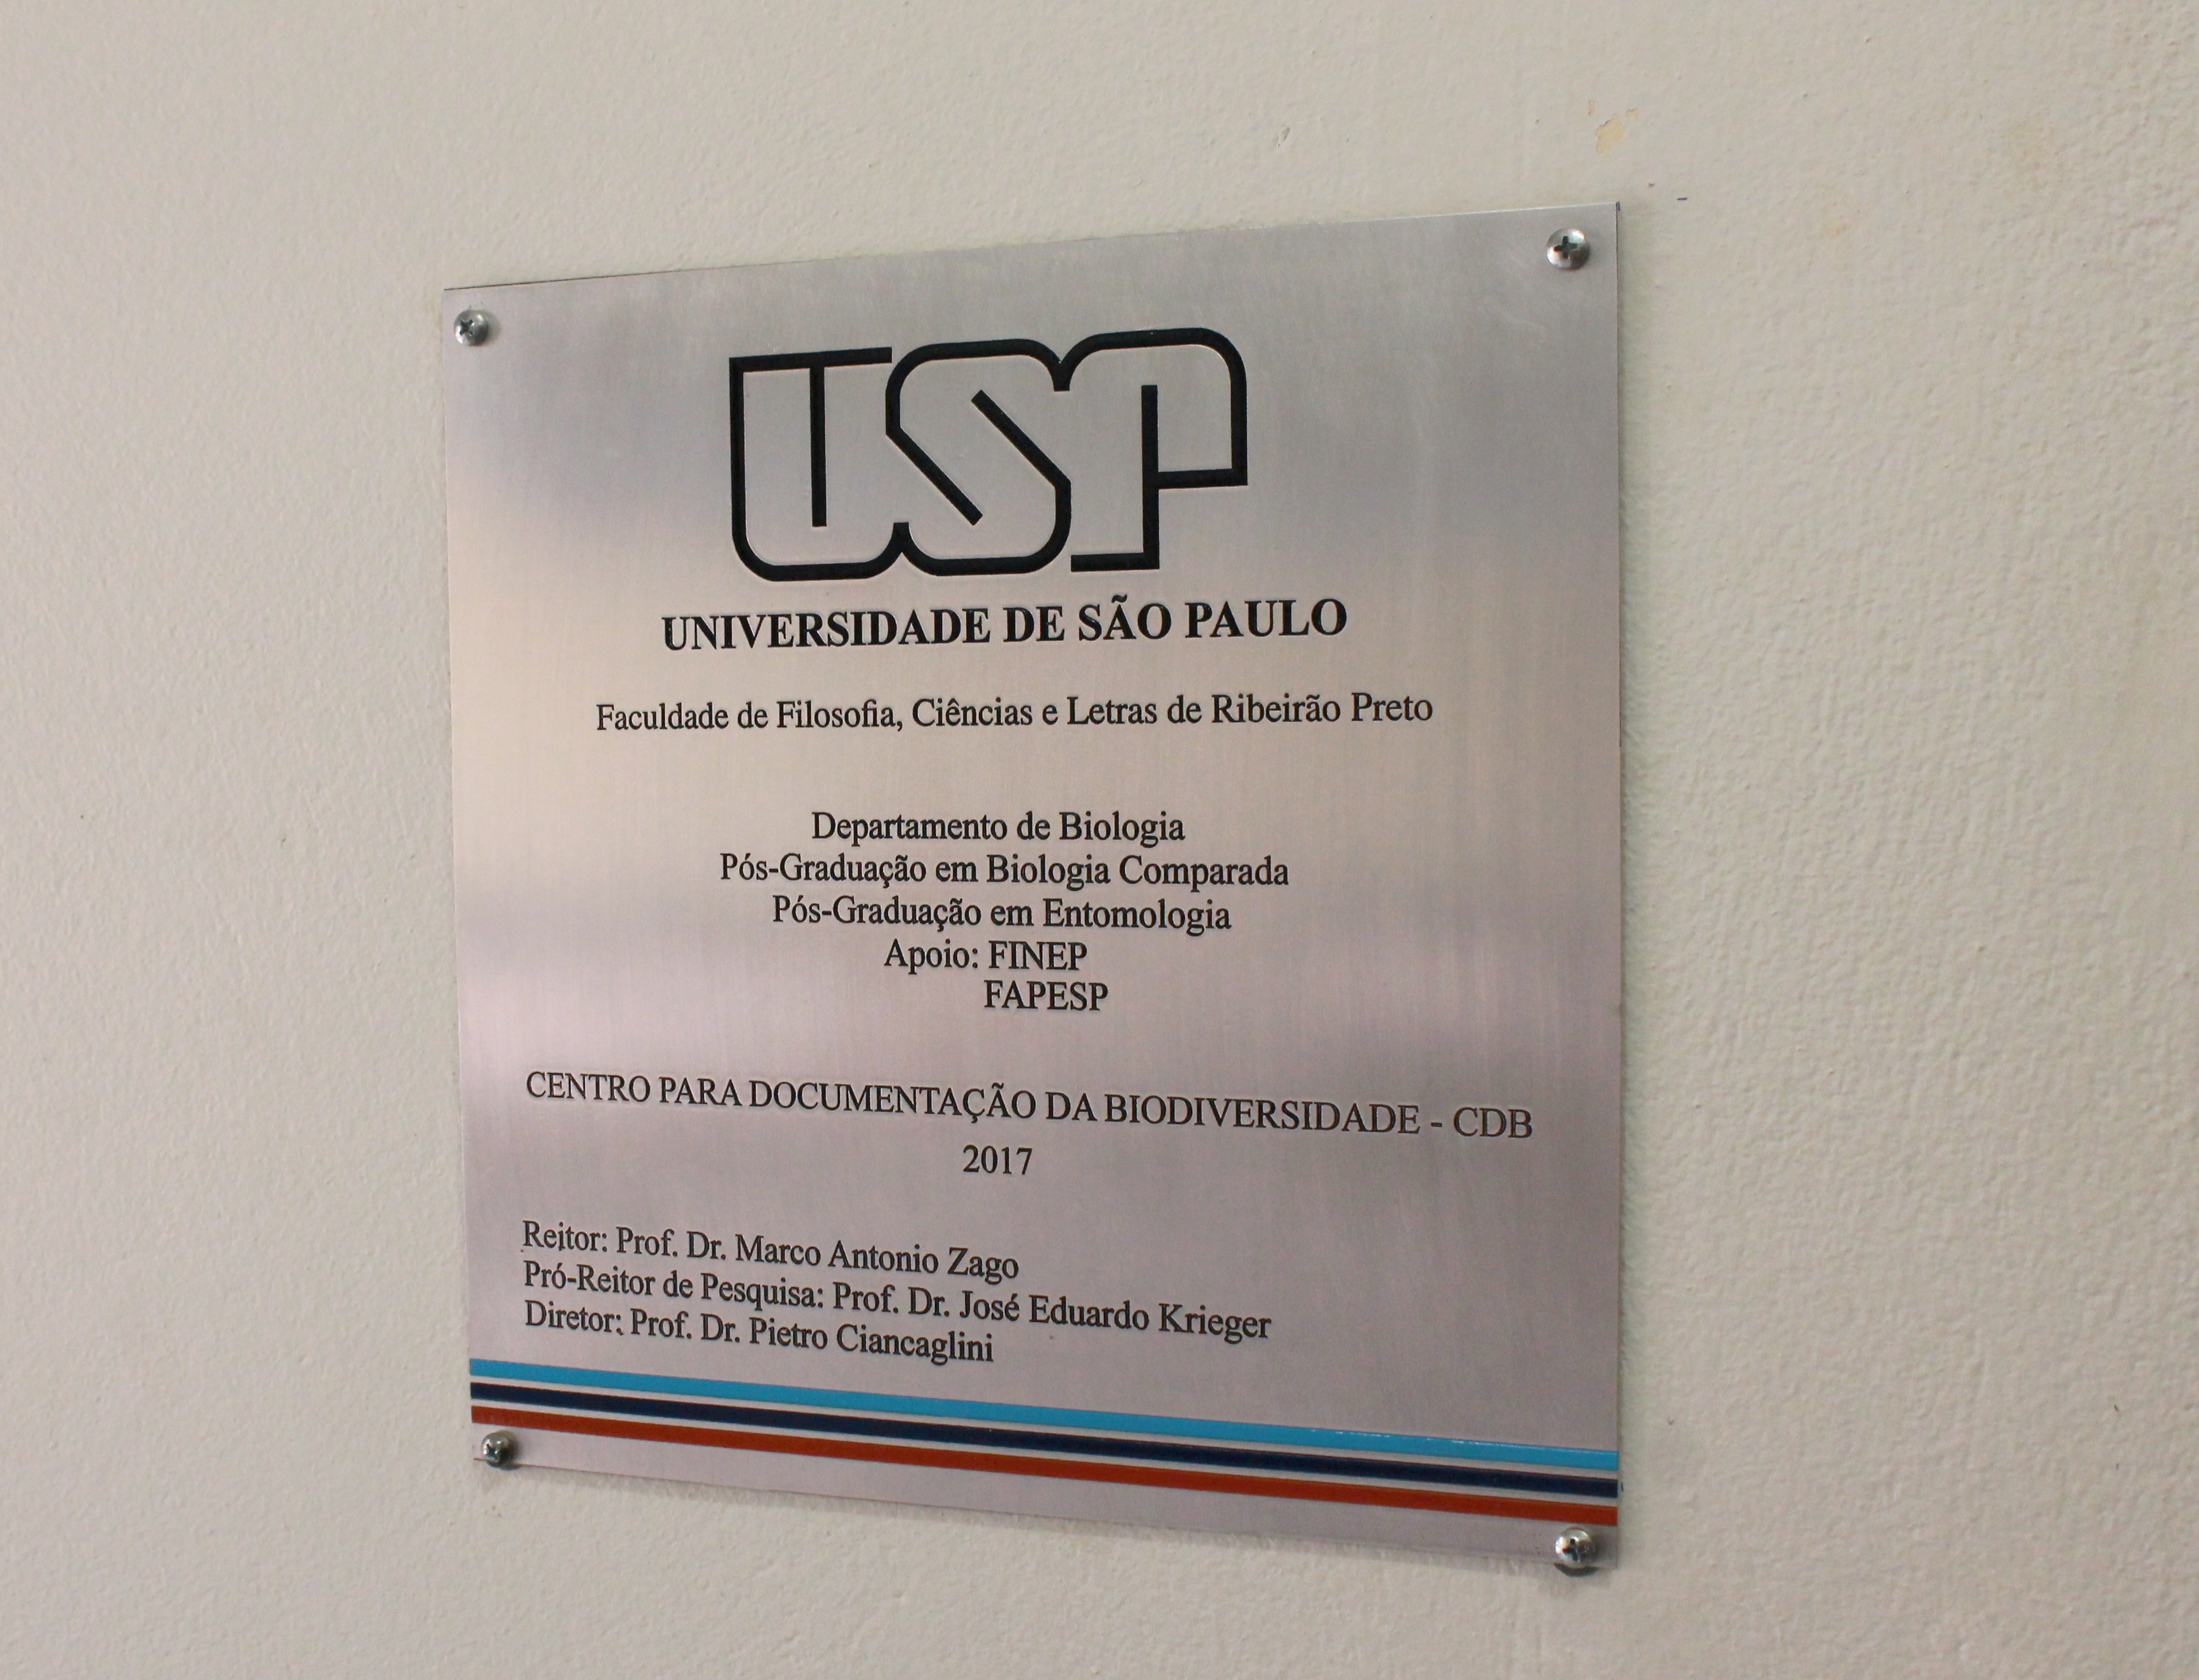 USP
UNIVERSIDADE DE SÃO PAULO
Faculdade de Filosofia, Ciências e Letras de Ribeirão Preto
Departamento de Biologia
Pós-Graduação em Biologia Comparada
Pós-Graduação em Entomologia
Apoio: FINEP
FAPESP
CENTRO PARA DOCUMENTAÇÃO DA BIODIVERSIDADE - CDB
2017
Reitor: Prof. Dr. Marco Antonio Zago
Pró-Reitor de Pesquisa: Prof. Dr. José Eduardo Krieger
Diretor: Prof. Dr. Pietro Ciancaglini